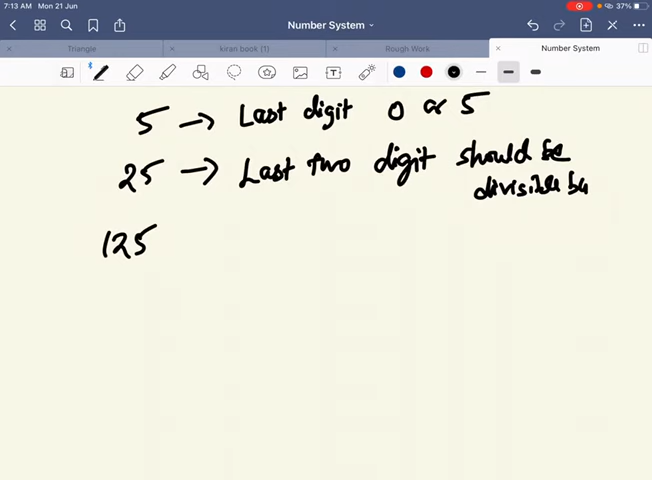 7:13 AM Mon 21 Jun
37%
Number System
Triangle
kiran book (1)
Rough Work
Number System
T
5 → Last digit 0 or 5
25 → Last two digit should be
divisible by
125